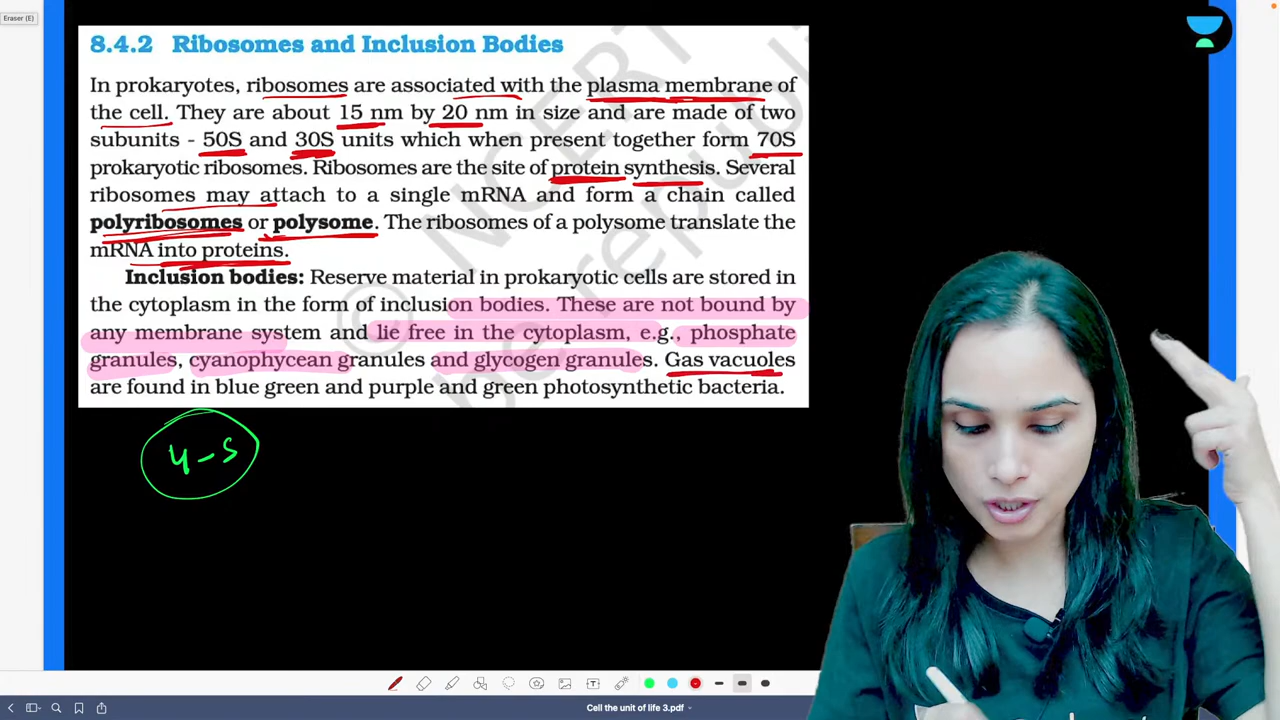 Eraser (E)
8.4.2 Ribosomes and Inclusion Bodies
In prokaryotes, ribosomes are associated with the plasma membrane of
the cell. They are about 15 nm by 20 nm in size and are made of two
subunits - 50S and 30S units which when present together form 70S
prokaryotic ribosomes. Ribosomes are the site of protein synthesis. Several
ribosomes may attach to a single mRNA and form a chain called
polyribosomes or polysome. The ribosomes of a polysome translate the
mRNA into proteins.
Inclusion bodies: Reserve material in prokaryotic cells are stored in
the cytoplasm in the form of inclusion bodies. These are not bound by
any membrane system and lie free in the cytoplasm, e.g., phosphate
granules, cyanophycean granules and glycogen granules. Gas vacuoles
are found in blue green and purple and green photosynthetic bacteria.
© NCERT
be republi
4-5
Cell the unit of life 3.pdf